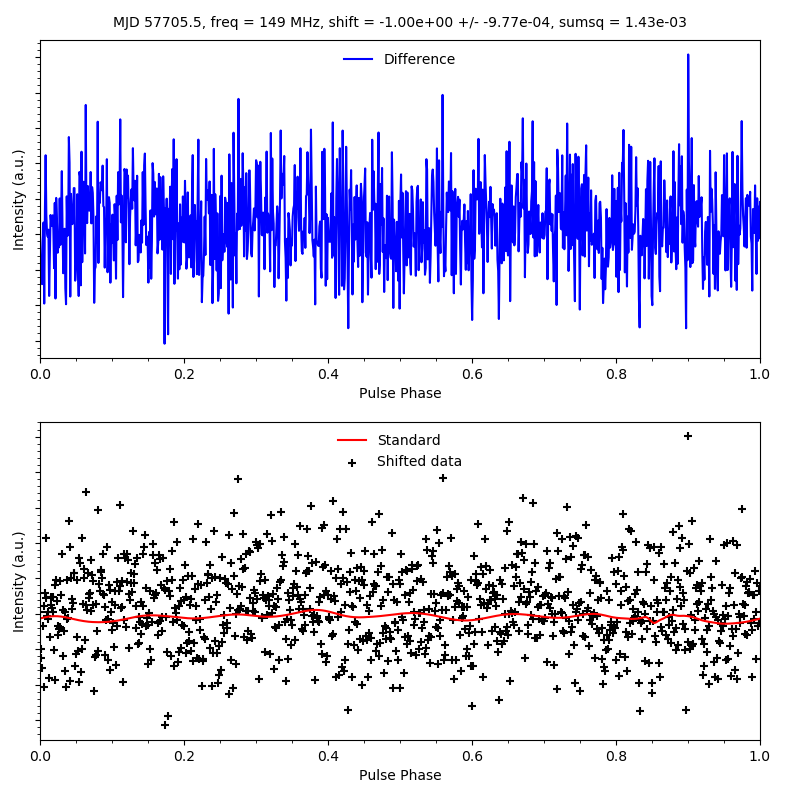 MJD 57705.5, freq = 149 MHz, shift = -1.00e+00 +/- -9.77e-04, sumsq = 1.43e-03
Difference
Intensity (a.u.)
0.0 0.2 0.4 0.6 0.8 1.0
Pulse Phase
Standard
Shifted data
Intensity (a.u.)
0.0 0.2 0.4 0.6 0.8 1.0
Pulse Phase